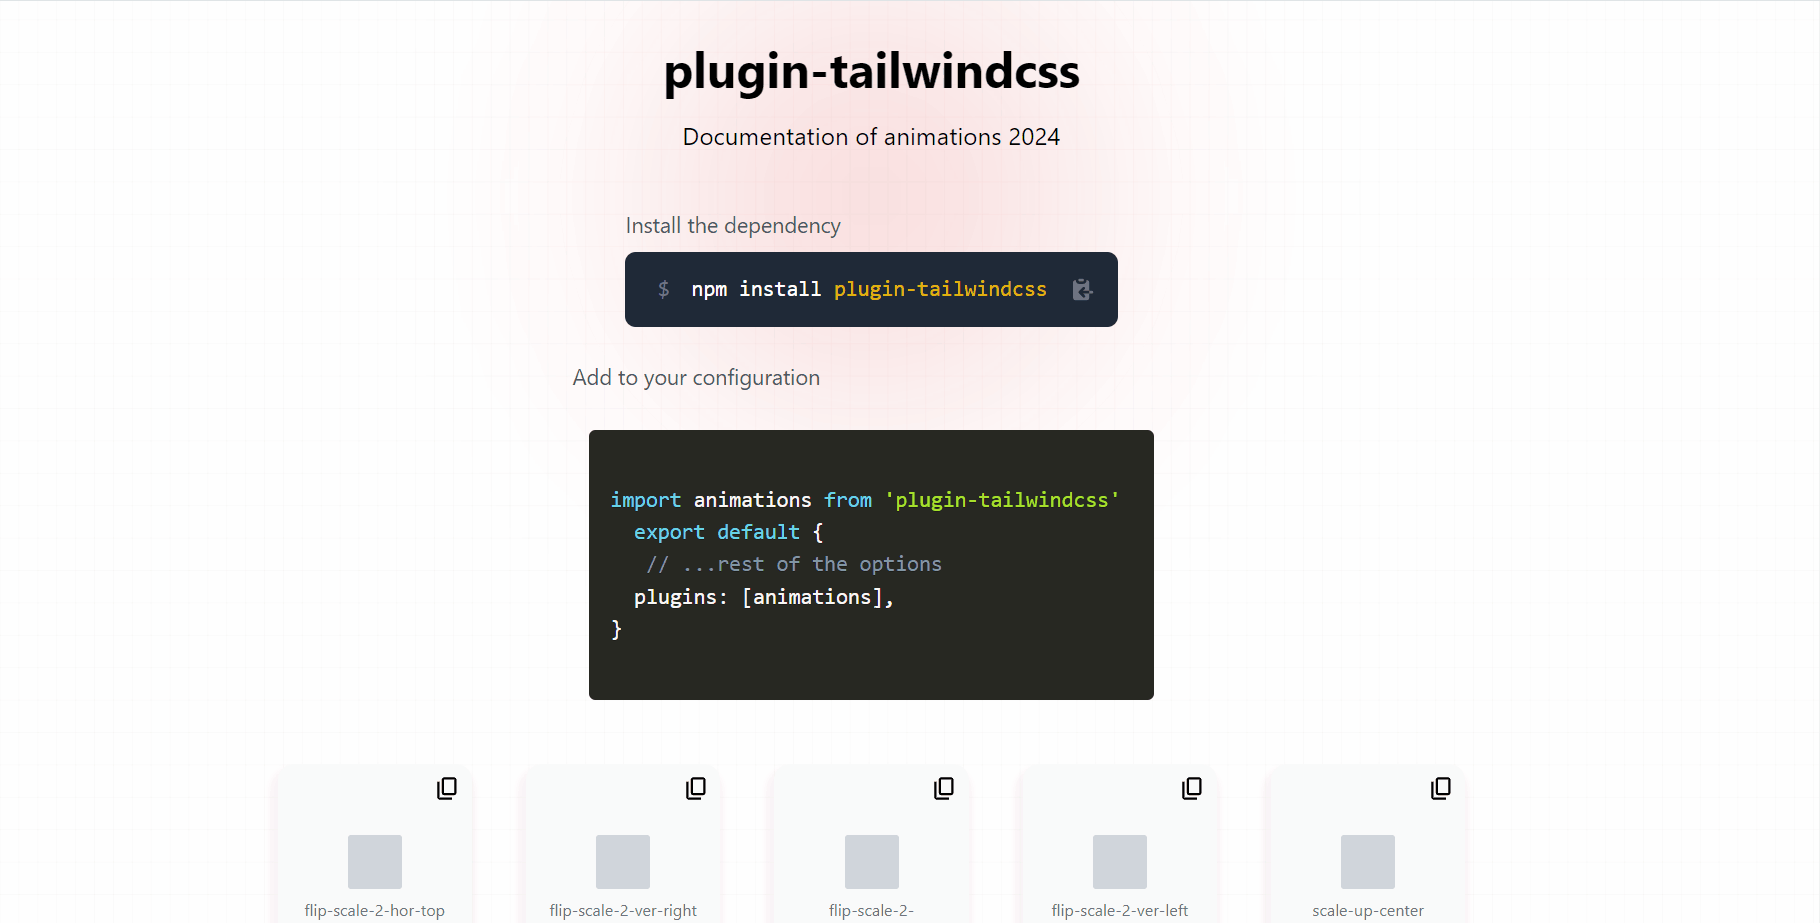 plugin-tailwindcss
Documentation of animations 2024
Install the dependency
$ npm install plugin-tailwindcss
Add to your configuration
import animations from 'plugin-tailwindcss'
export default {
// ...rest of the options
plugins: [animations],
}
flip-scale-2-hor-top
flip-scale-2-ver-right
flip-scale-2-
flip-scale-2-ver-left
scale-up-center